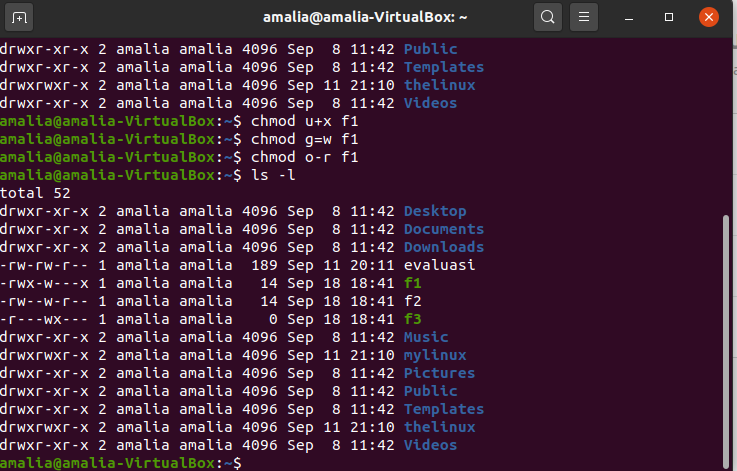 amalia@amalia-VirtualBox: ~
drwxr-xr-x 2 amalia amalia 4096 Sep  8 11:42 Public
drwxr-xr-x 2 amalia amalia 4096 Sep  8 11:42 Templates
drwxrwxr-x 2 amalia amalia 4096 Sep 11 21:10 thelinux
drwxr-xr-x 2 amalia amalia 4096 Sep  8 11:42 Videos
amalia@amalia-VirtualBox:~$ chmod u+x f1
amalia@amalia-VirtualBox:~$ chmod g=w f1
amalia@amalia-VirtualBox:~$ chmod o-r f1
amalia@amalia-VirtualBox:~$ ls -l
total 52
drwxr-xr-x 2 amalia amalia 4096 Sep  8 11:42 Desktop
drwxr-xr-x 2 amalia amalia 4096 Sep  8 11:42 Documents
drwxr-xr-x 2 amalia amalia 4096 Sep  8 11:42 Downloads
-rw-rw-r-- 1 amalia amalia  189 Sep 11 20:11 evaluasi
-rwx-w---x 1 amalia amalia   14 Sep 18 18:41 f1
-rw--w-r-- 1 amalia amalia   14 Sep 18 18:41 f2
-r---wx--- 1 amalia amalia    0 Sep 18 18:41 f3
drwxr-xr-x 2 amalia amalia 4096 Sep  8 11:42 Music
drwxrwxr-x 2 amalia amalia 4096 Sep 11 21:10 mylinux
drwxr-xr-x 2 amalia amalia 4096 Sep  8 11:42 Pictures
drwxr-xr-x 2 amalia amalia 4096 Sep  8 11:42 Public
drwxr-xr-x 2 amalia amalia 4096 Sep  8 11:42 Templates
drwxrwxr-x 2 amalia amalia 4096 Sep 11 21:10 thelinux
drwxr-xr-x 2 amalia amalia 4096 Sep  8 11:42 Videos
amalia@amalia-VirtualBox:~$